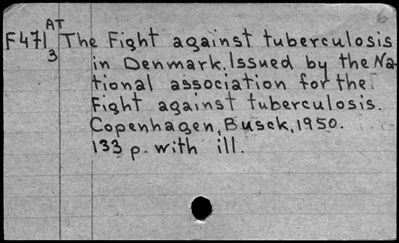 AT
F471 The Fight against tuberculosis
3 in Denmark. Issued by the Na-
tional association for the
Fight against tuberculosis.
Copenhagen, Busck, 1950.
133 p. with ill.